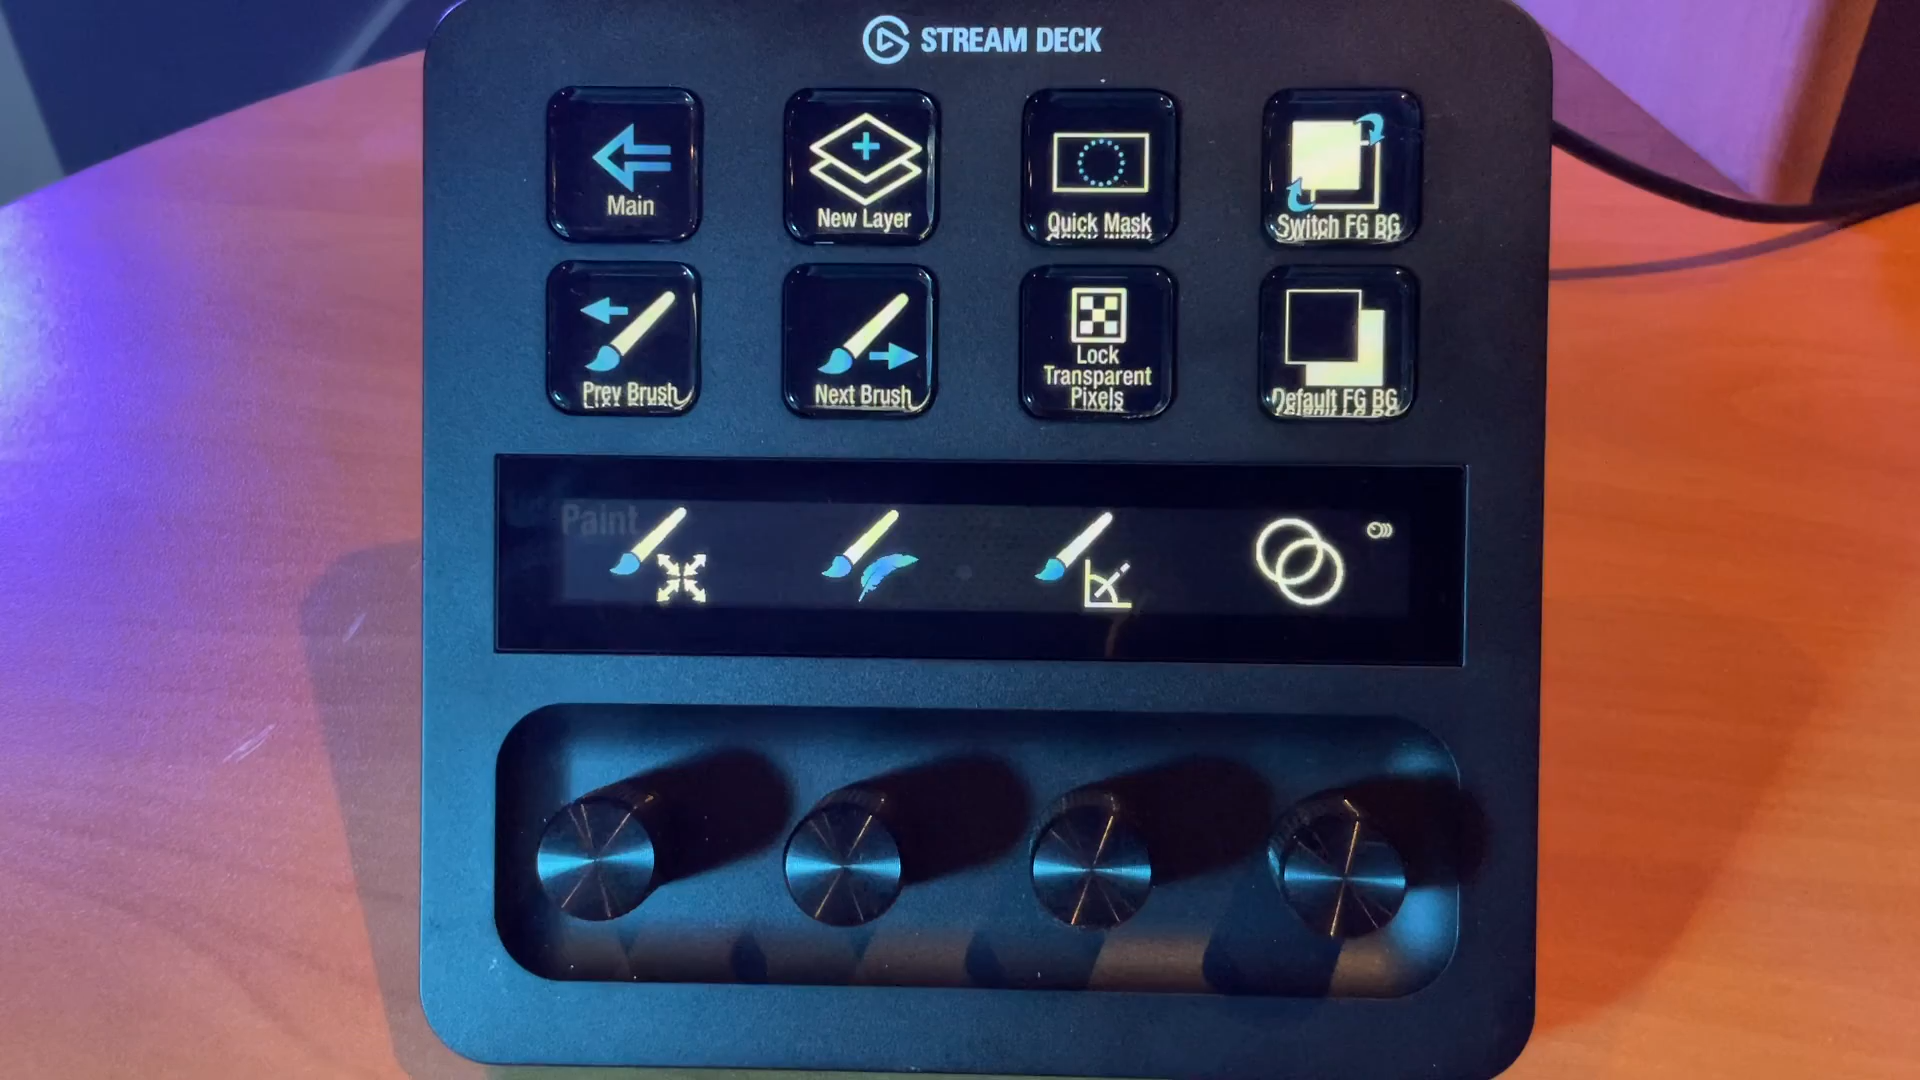 STREAM DECK
Main
New Layer
Quick Mask
Switch FG BG
Prev Brush
Next Brush
Lock
Transparent
Pixels
Default FG BG
Paint